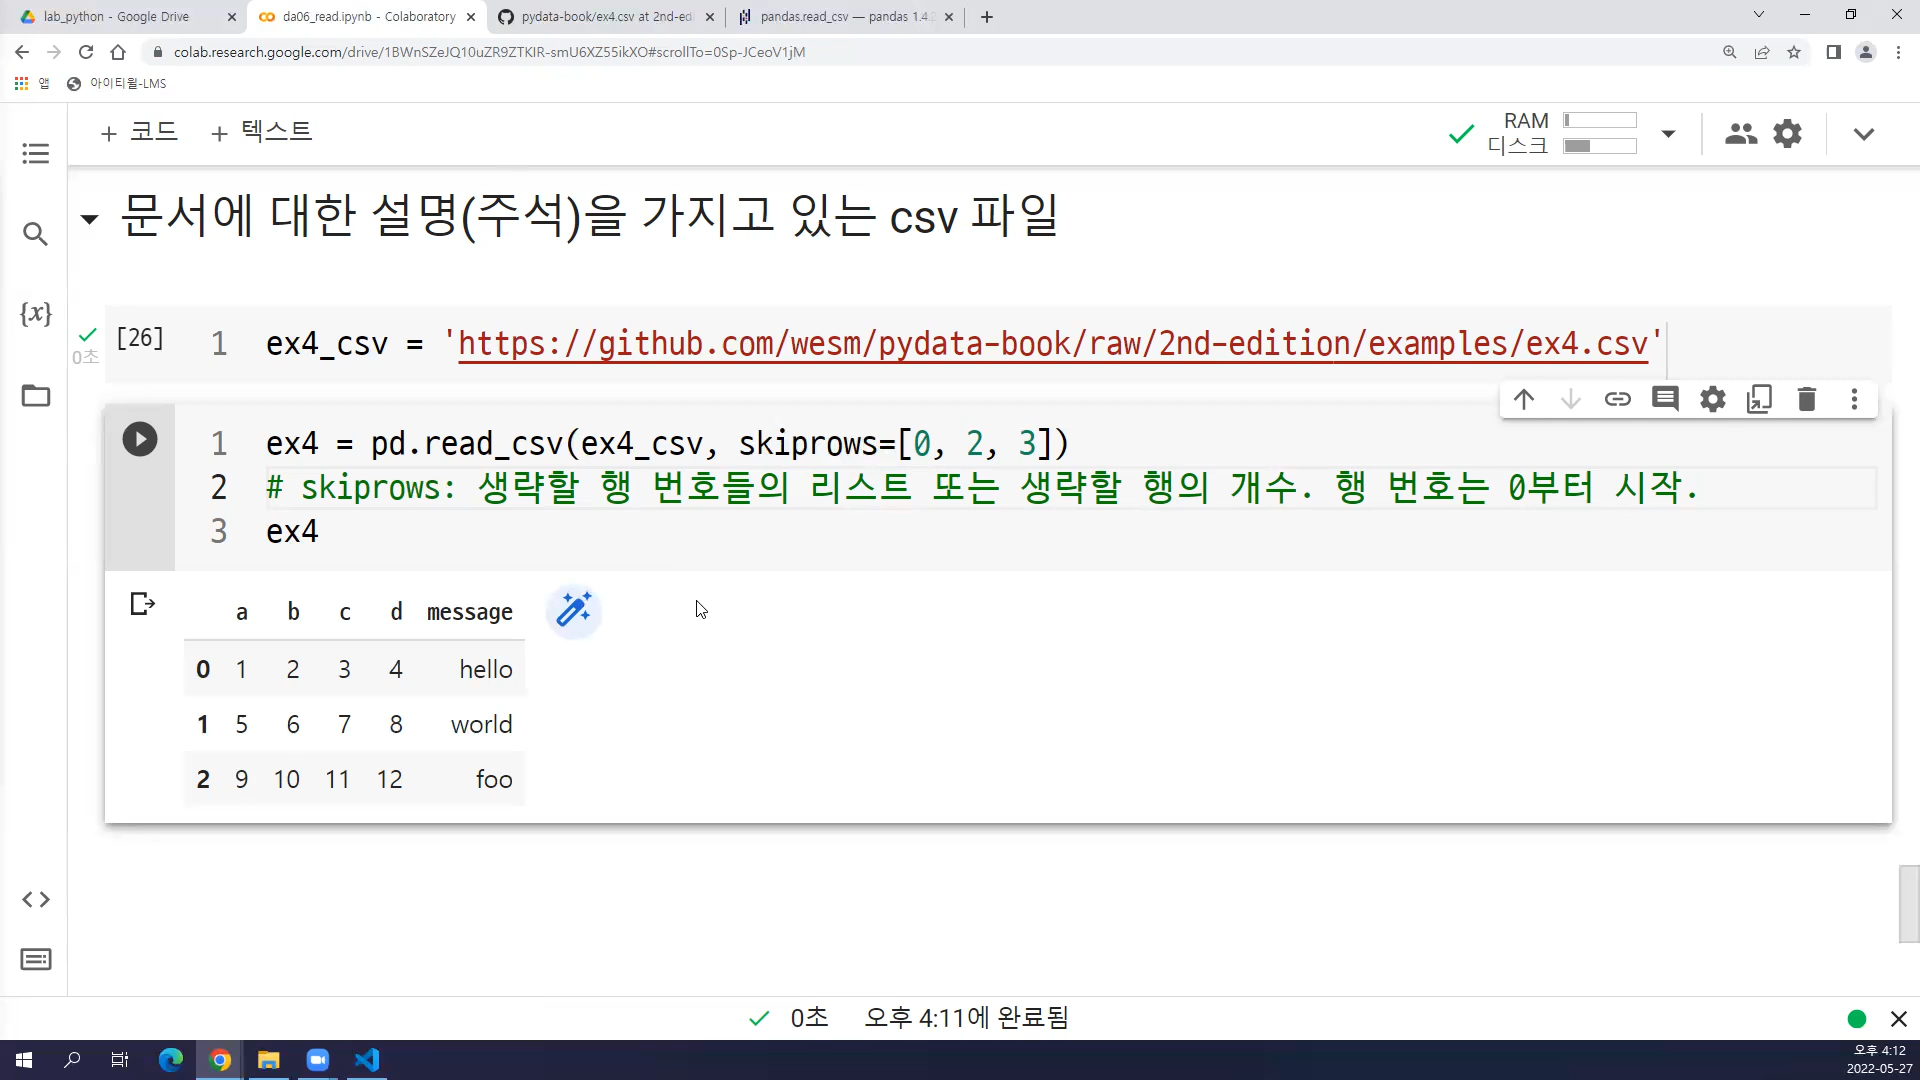 lab_python - Google Drive
da06_read.ipynb - Colaboratory
pydata-book/ex4.csv at 2nd-edi
pandas.read_csv — pandas 1.4.
colab.research.google.com/drive/1BWnSZeJQ10uZR9ZTKIR-smU6XZ55ikXO#scrollTo=0Sp-JCeoV1jM
앱
아이티윌-LMS
+ 코드 + 텍스트
RAM
디스크
문서에 대한 설명(주석)을 가지고 있는 csv 파일
{x}
0초
[26] 1 ex4_csv = 'https://github.com/wesm/pydata-book/raw/2nd-edition/examples/ex4.csv'
1 ex4 = pd.read_csv(ex4_csv, skiprows=[0, 2, 3])
2 # skiprows: 생략할 행 번호들의 리스트 또는 생략할 행의 개수. 행 번호는 0부터 시작.
3 ex4
a b c d message
0 1 2 3 4 hello
1 5 6 7 8 world
2 9 10 11 12 foo
0초 오후 4:11에 완료됨
오후 4:12
2022-05-27